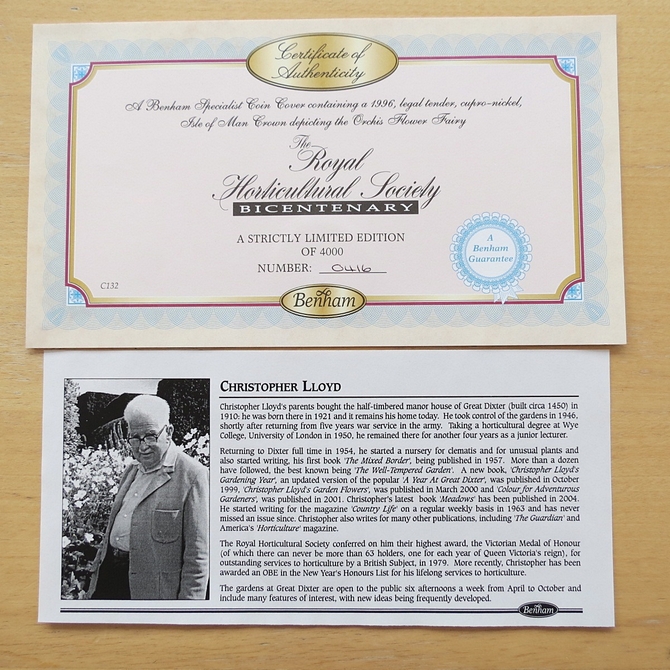 Certificate of
Authenticity
A Benham Specialist Coin Cover containing a 1996, legal tender, cupro-nickel,
Isle of Man Crown depicting the Orchis Flower Fairy
The
Royal
Horticultural Society
BICENTENARY
A STRICTLY LIMITED EDITION
OF 4000
NUMBER: 0416
A
Benham
Guarantee
C132
Benham
CHRISTOPHER LLOYD
Christopher Lloyd's parents bought the half-timbered manor house of Great Dixter (built circa 1450) in
1910: he was born there in 1921 and it remains his home today. He took control of the gardens in 1946,
shortly after returning from five years war service in the army. Taking a horticultural degree at Wye
College, University of London in 1950, he remained there for another four years as a junior lecturer.
Returning to Dixter full time in 1954, he started a nursery for clematis and for unusual plants and
also started writing, his first book 'The Mixed Border', being published in 1957. More than a dozen
have followed, the best known being 'The Well-Tempered Garden'. A new book, 'Christopher Lloyd's
Gardening Year', an updated version of the popular 'A Year At Great Dixter', was published in October
1999, 'Christopher Lloyd's Garden Flowers', was published in March 2000 and 'Colour for Adventurous
Gardeners', was published in 2001. Christopher's latest book 'Meadows' has been published in 2004.
He started writing for the magazine 'Country Life' on a regular weekly basis in 1963 and has never
missed an issue since. Christopher also writes for many other publications, including 'The Guardian' and
America's 'Horticulture' magazine.
The Royal Horticultural Society conferred on him their highest award, the Victorian Medal of Honour
(of which there can never be more than 63 holders, one for each year of Queen Victoria's reign), for
outstanding services to horticulture by a British Subject, in 1979. More recently, Christopher has been
awarded an OBE in the New Year's Honours List for his lifelong services to horticulture.
The gardens at Great Dixter are open to the public six afternoons a week from April to October and
include many features of interest, with new ideas being frequently developed.
Benham